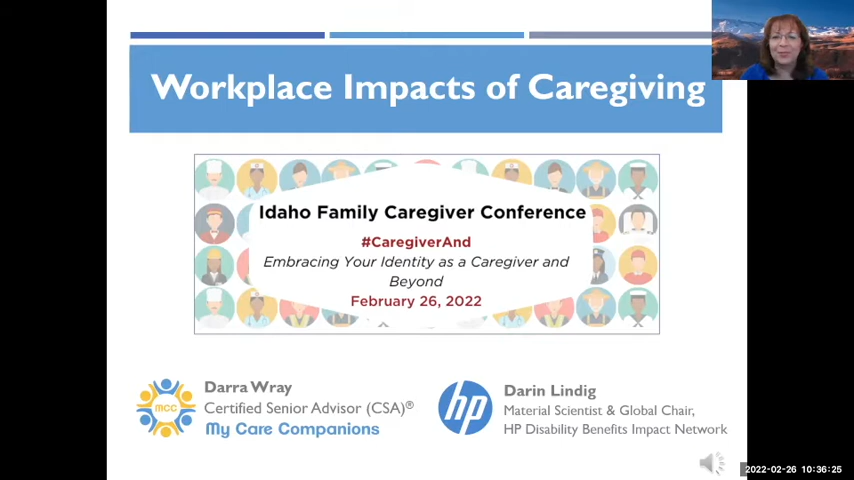 Workplace Impacts of Caregiving
Idaho Family Caregiver Conference
#CaregiverAnd
Embracing Your Identity as a Caregiver and
Beyond
February 26, 2022
mcc
Darra Wray
Certified Senior Advisor (CSA)®
My Care Companions
hp
Darin Lindig
Material Scientist & Global Chair,
HP Disability Benefits Impact Network
2022-02-26 10:36:25